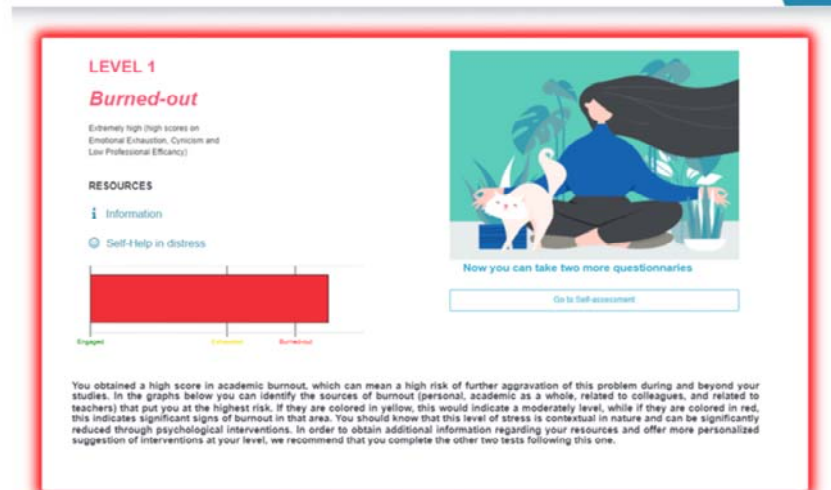 LEVEL 1
Burned-out
Extremely high (high scores on
Emotional Exhaustion, Cynicism and
Low Professional Efficancy)
RESOURCES
Information
Self-Help in distress
Engaged
Exhausted
Burned-out
Now you can take two more questionnaries
Go to Self-assessment
You obtained a high score in academic burnout, which can mean a high risk of further aggravation of this problem during and beyond your
studies. In the graphs below you can identify the sources of burnout (personal, academic as a whole, related to colleagues, and related to
teachers) that put you at the highest risk. If they are colored in yellow, this would indicate a moderately level, while if they are colored in red,
this indicates significant signs of burnout in that area. You should know that this level of stress is contextual in nature and can be significantly
reduced through psychological interventions. In order to obtain additional information regarding your resources and offer more personalized
suggestion of interventions at your level, we recommend that you complete the other two tests following this one.